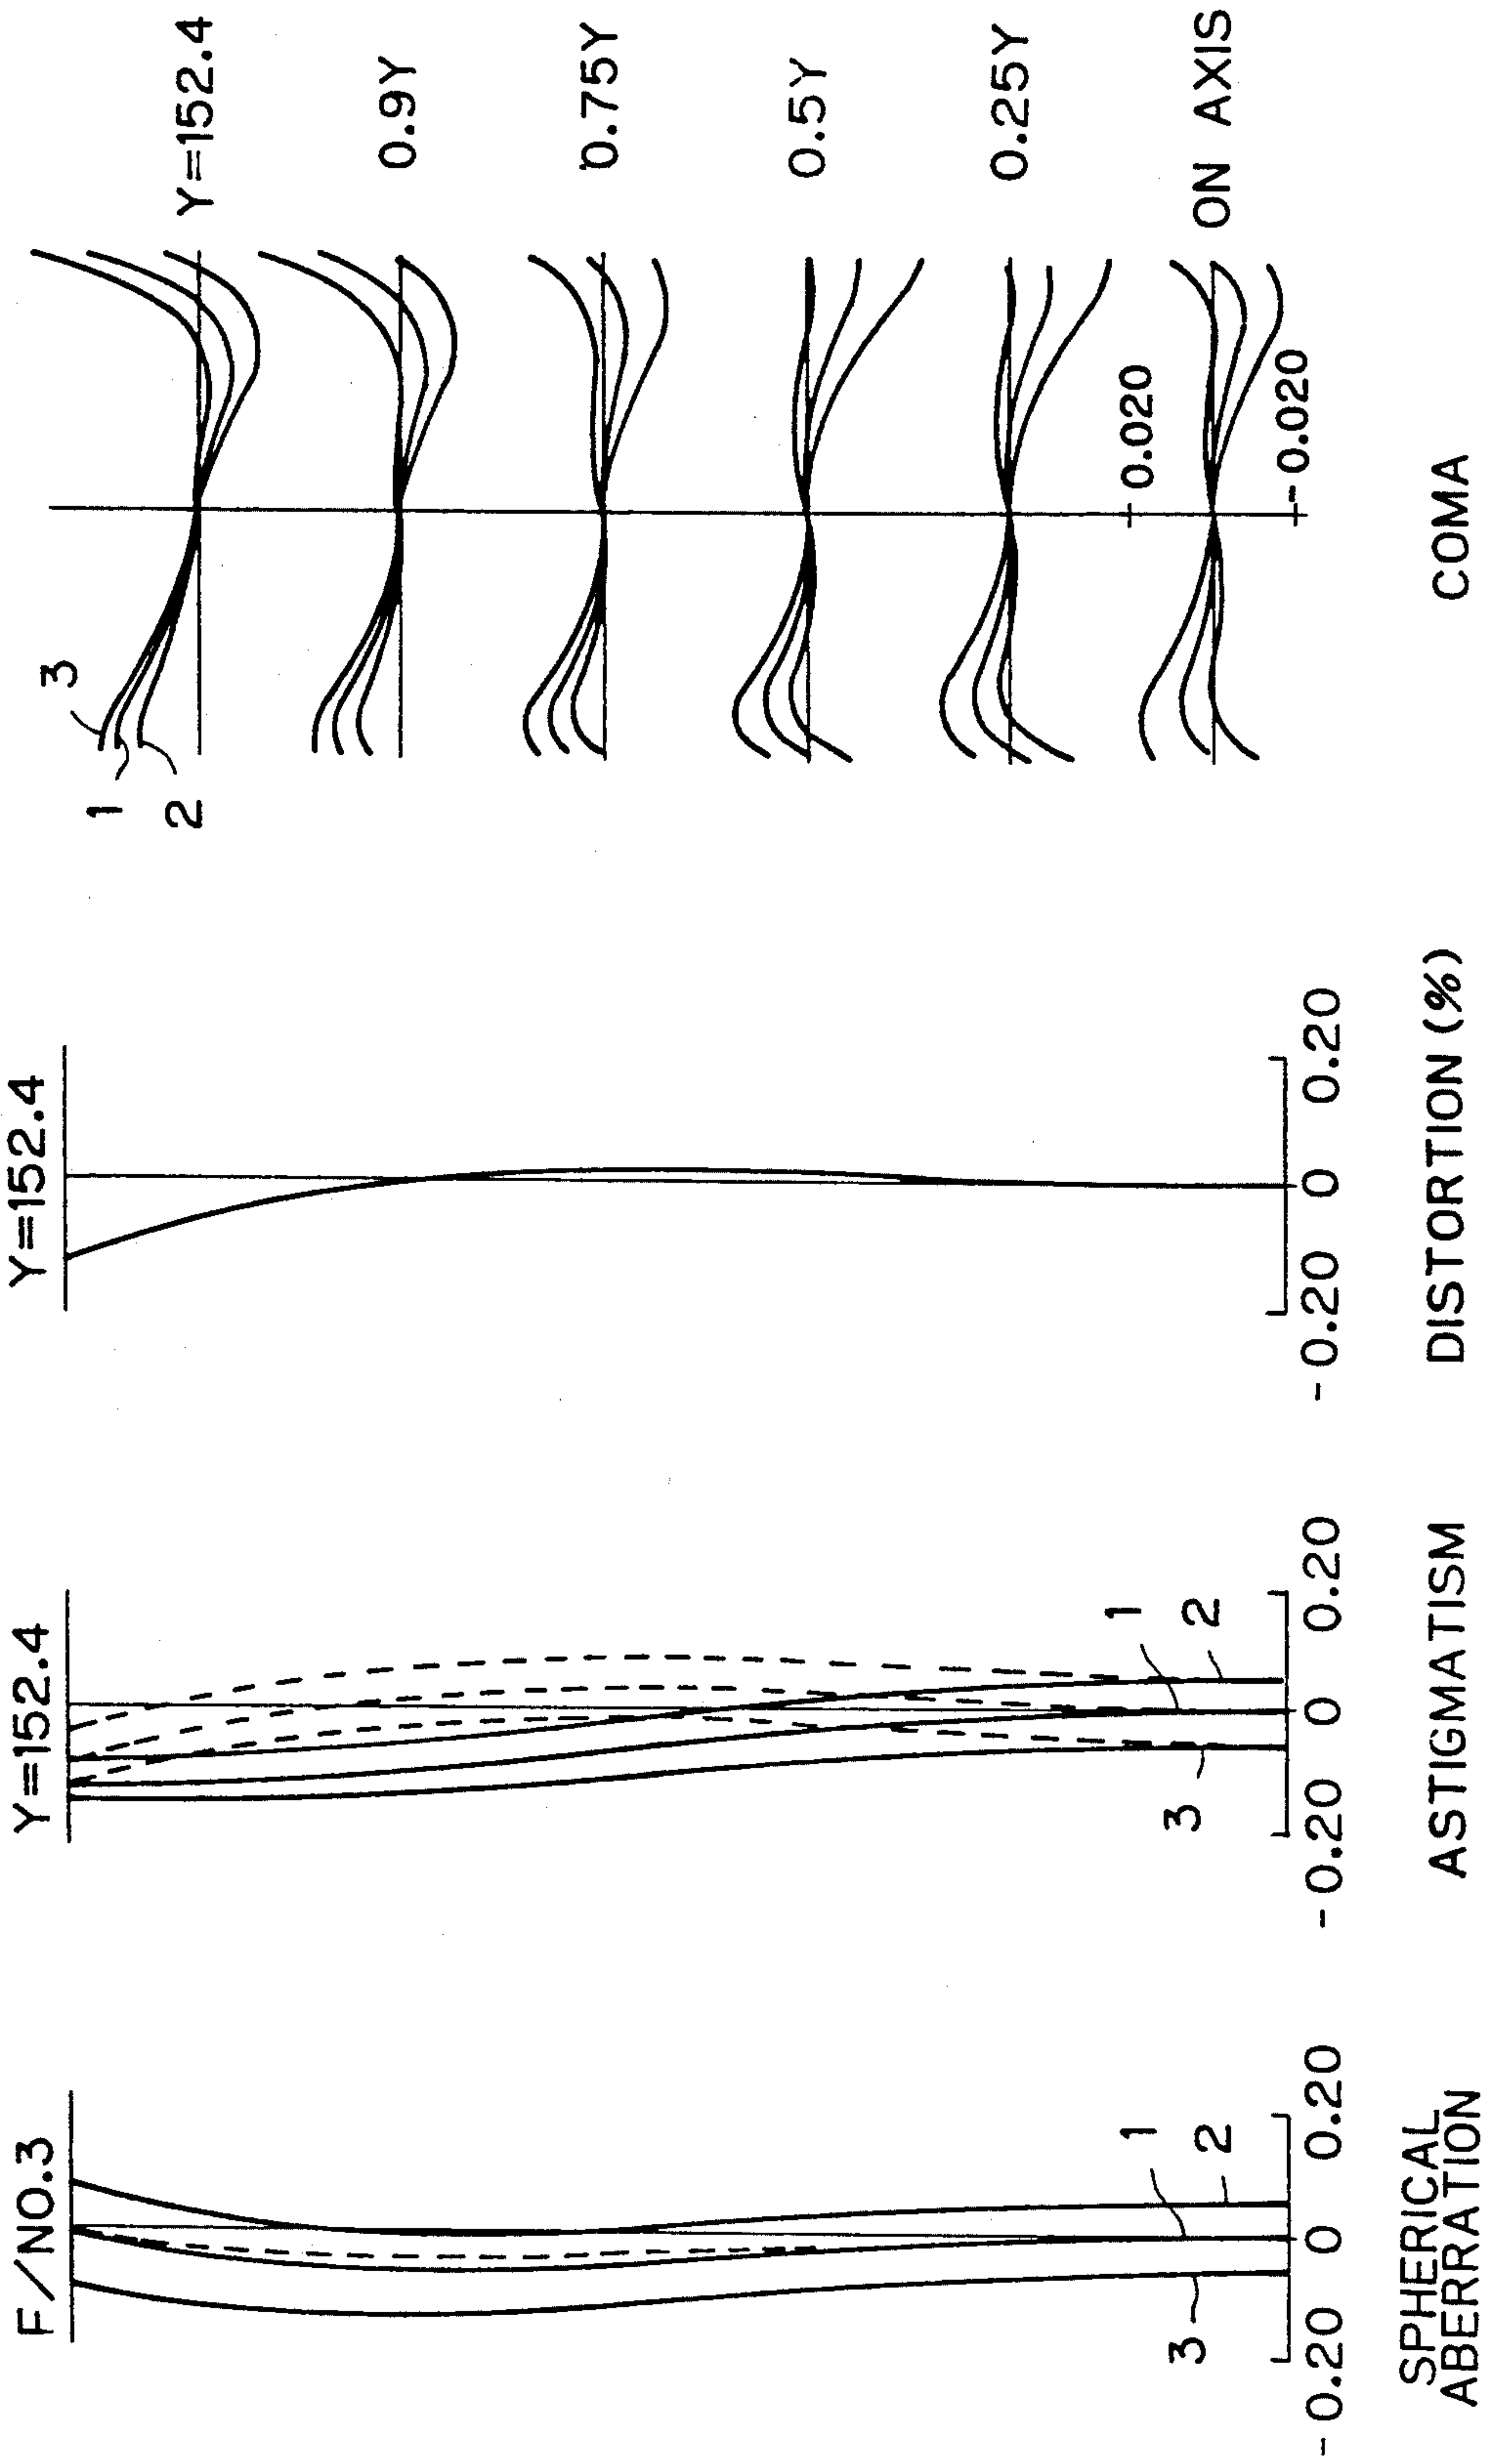 F/NO.3
3
1
2
-0.20 0 0.20
SPHERICAL
ABERRATION
Y=152.4
3
1
2
-0.20 0 0.20
ASTIGMATISM
Y=152.4
-0.20 0 0.20
DISTORTION (%)
3
1
2
Y=152.4
0.9Y
0.75Y
0.5Y
0.25Y
0.020
ON AXIS
-0.020
COMA